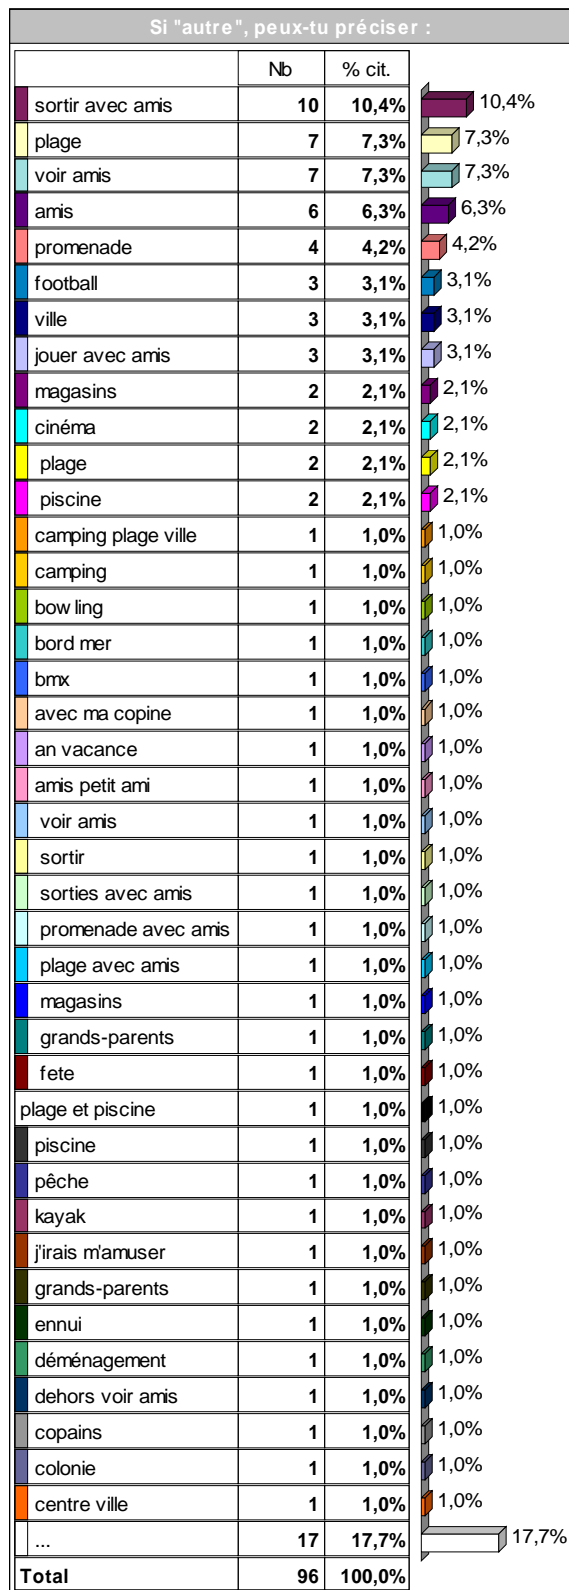 Si "autre", peux-tu préciser :
Nb % cit.
sortir avec amis 10 10,4% 10,4%
plage 7 7,3% 7,3%
voir amis 7 7,3% 7,3%
amis 6 6,3% 6,3%
promenade 4 4,2% 4,2%
football 3 3,1% 3,1%
ville 3 3,1% 3,1%
jouer avec amis 3 3,1% 3,1%
magasins 2 2,1% 2,1%
cinéma 2 2,1% 2,1%
plage 2 2,1% 2,1%
piscine 2 2,1% 2,1%
camping plage ville 1 1,0% 1,0%
camping 1 1,0% 1,0%
bowling 1 1,0% 1,0%
bord mer 1 1,0% 1,0%
bmx 1 1,0% 1,0%
avec ma copine 1 1,0% 1,0%
an vacance 1 1,0% 1,0%
amis petit ami 1 1,0% 1,0%
voir amis 1 1,0% 1,0%
sortir 1 1,0% 1,0%
sorties avec amis 1 1,0% 1,0%
promenade avec amis 1 1,0% 1,0%
plage avec amis 1 1,0% 1,0%
magasins 1 1,0% 1,0%
grands-parents 1 1,0% 1,0%
fete 1 1,0% 1,0%
plage et piscine 1 1,0% 1,0%
piscine 1 1,0% 1,0%
pêche 1 1,0% 1,0%
kayak 1 1,0% 1,0%
j'irais m'amuser 1 1,0% 1,0%
grands-parents 1 1,0% 1,0%
ennui 1 1,0% 1,0%
déménagement 1 1,0% 1,0%
dehors voir amis 1 1,0% 1,0%
copains 1 1,0% 1,0%
colonie 1 1,0% 1,0%
centre ville 1 1,0% 1,0%
... 17 17,7% 17,7%
Total 96 100,0%